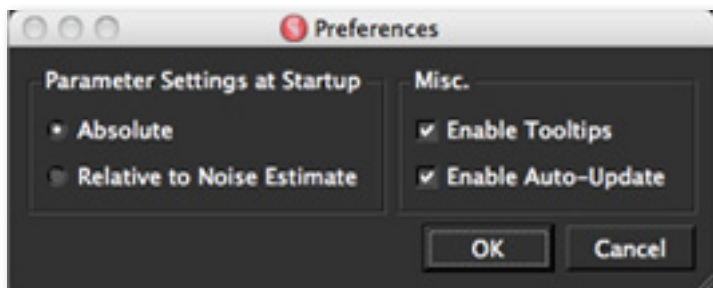 Preferences
Parameter Settings at Startup
Absolute
Relative to Noise Estimate
Misc.
Enable Tooltips
Enable Auto-Update
OK
Cancel